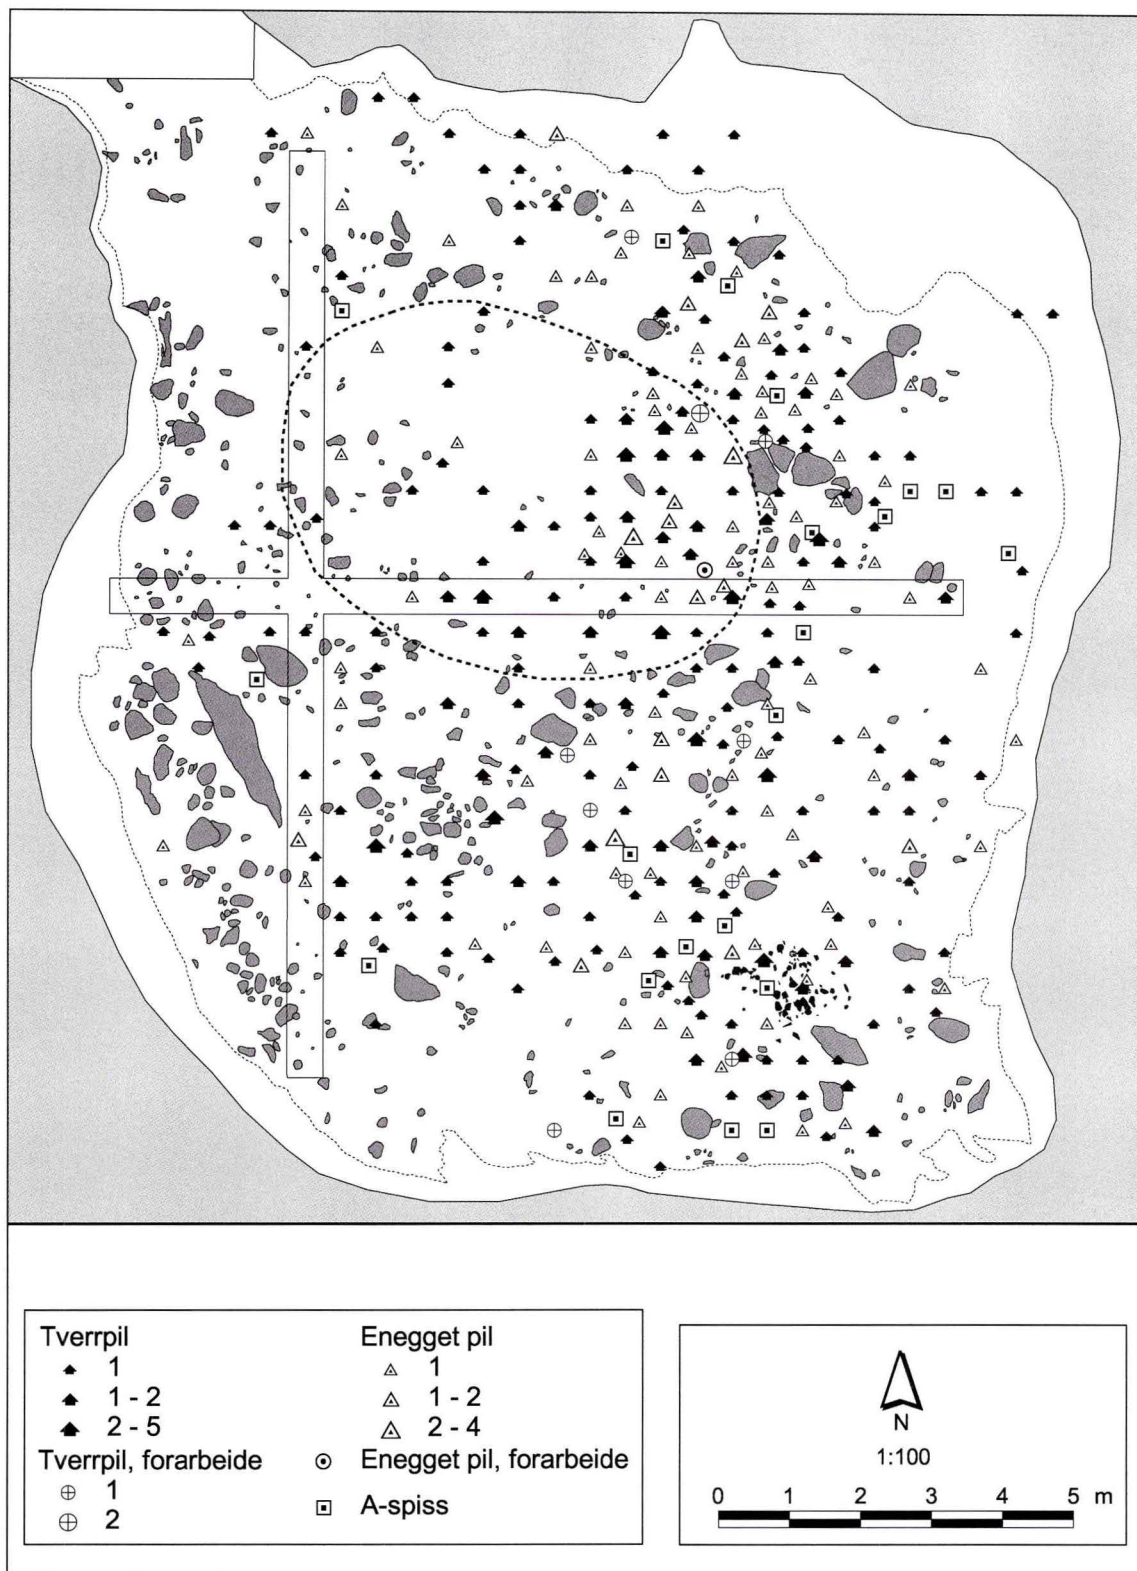 Tverrpil
1
1 - 2
2 - 5
Tverrpil, forarbeide
1
2
Enegget pil
1
1 - 2
2 - 4
Enegget pil, forarbeide
A-spiss
N
1:100
0 1 2 3 4 5 m